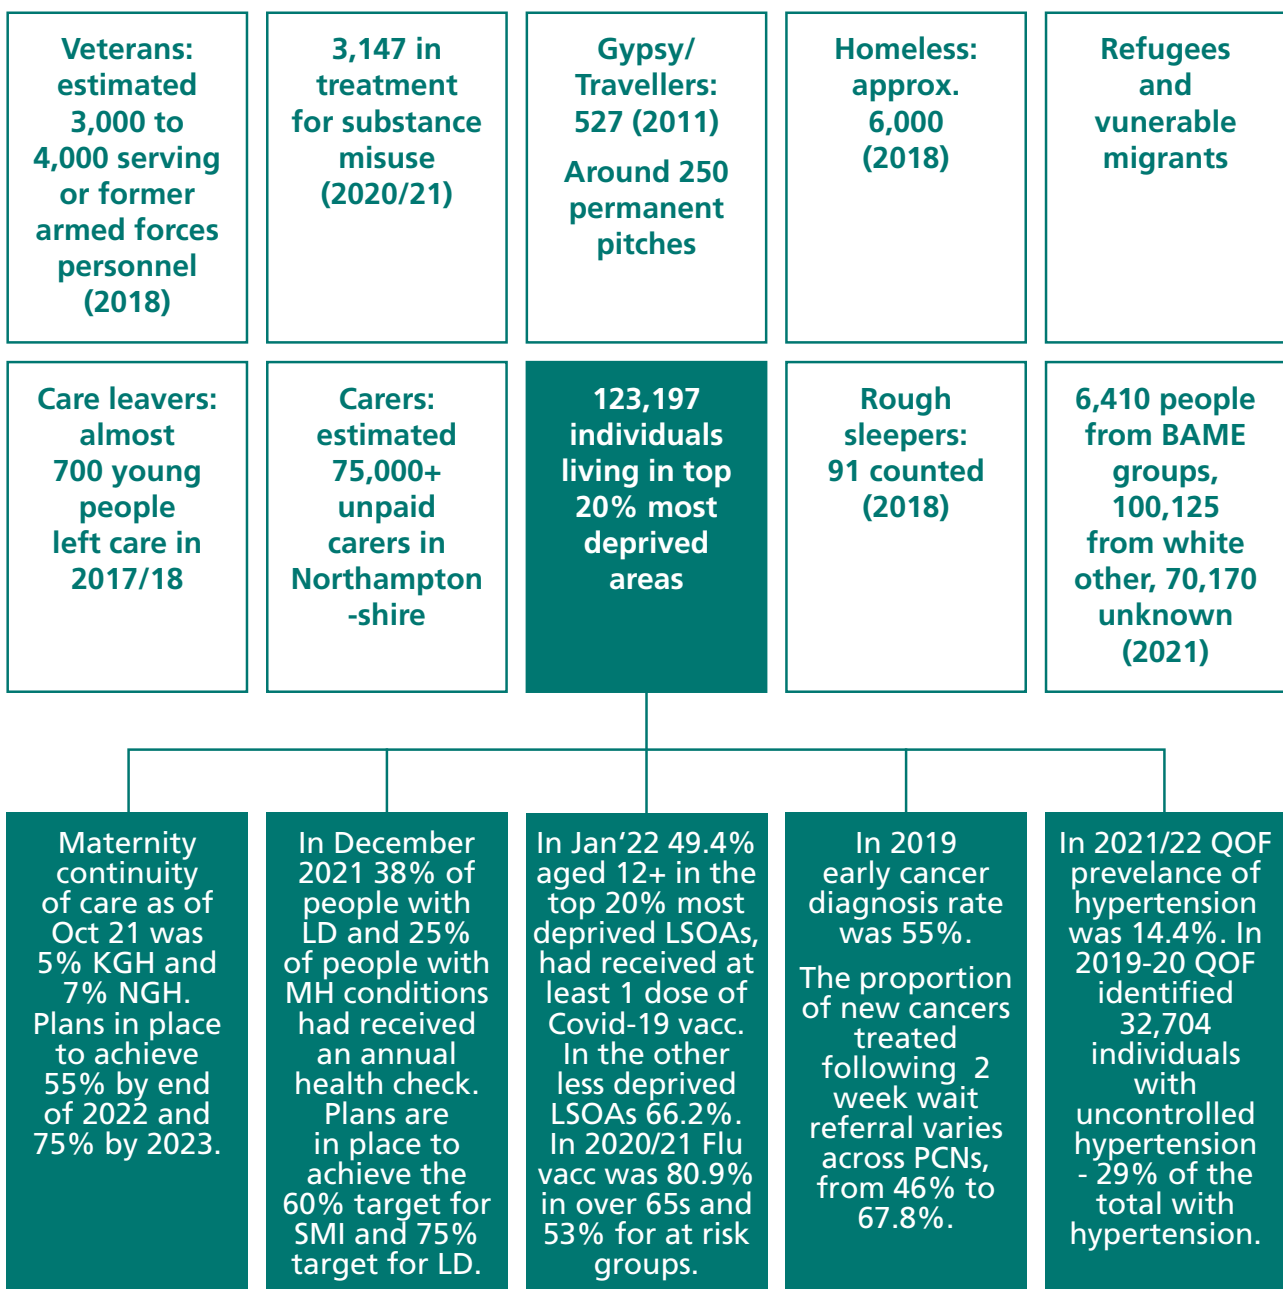 Veterans:
estimated
3,000 to
4,000 serving
or former
armed forces
personnel
(2018)
3,147 in
treatment
for substance
misuse
(2020/21)
Gypsy/
Travellers:
527 (2011)
Around 250
permanent
pitches
Homeless:
approx.
6,000
(2018)
Refugees
and
vunerable
migrants
Care leavers:
almost
700 young
people
left care in
2017/18
Carers:
estimated
75,000+
unpaid
carers in
Northampton
-shire
123,197
individuals
living in top
20% most
deprived
areas
Rough
sleepers:
91 counted
(2018)
6,410 people
from BAME
groups,
100,125
from white
other, 70,170
unknown
(2021)
Maternity
continuity
of care as of
Oct 21 was
5% KGH and
7% NGH.
Plans in place
to achieve
55% by end
of 2022 and
75% by 2023.
In December
2021 38% of
people with
LD and 25%
of people with
MH conditions
had received
an annual
health check.
Plans are
in place to
achieve the
60% target for
SMI and 75%
target for LD.
In Jan‘22 49.4%
aged 12+ in the
top 20% most
deprived LSOAs,
had received at
least 1 dose of
Covid-19 vacc.
In the other
less deprived
LSOAs 66.2%.
In 2020/21 Flu
vacc was 80.9%
in over 65s and
53% for at risk
groups.
In 2019
early cancer
diagnosis rate
was 55%.
The proportion
of new cancers
treated
following 2
week wait
referral varies
across PCNs,
from 46% to
67.8%.
In 2021/22 QOF
prevelance of
hypertension
was 14.4%. In
2019-20 QOF
identified
32,704
individuals
with
uncontrolled
hypertension
- 29% of the
total with
hypertension.